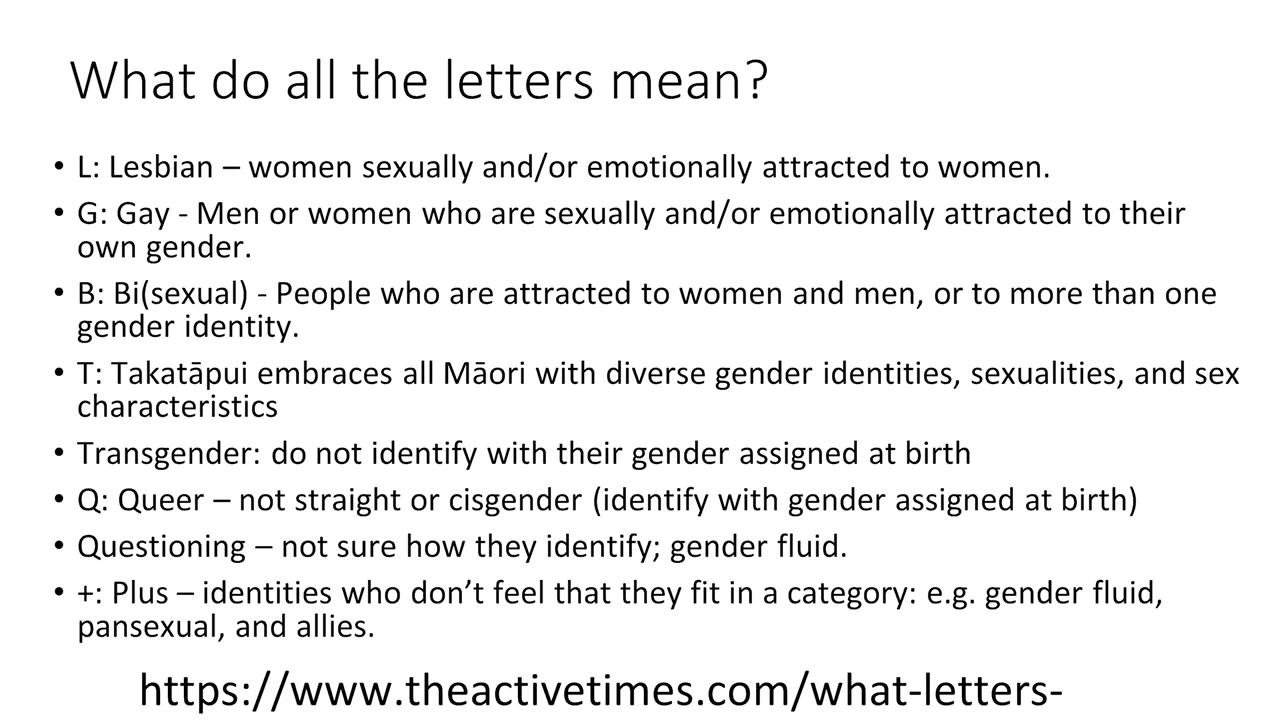 What do all the letters mean?
• L: Lesbian – women sexually and/or emotionally attracted to women.
• G: Gay - Men or women who are sexually and/or emotionally attracted to their
own gender.
• B: Bi(sexual) - People who are attracted to women and men, or to more than one
gender identity.
• T: Takatāpui embraces all Māori with diverse gender identities, sexualities, and sex
characteristics
• Transgender: do not identify with their gender assigned at birth
• Q: Queer – not straight or cisgender (identify with gender assigned at birth)
• Questioning – not sure how they identify; gender fluid.
• +: Plus – identities who don’t feel that they fit in a category: e.g. gender fluid,
pansexual, and allies.
https://www.theactivetimes.com/what-letters-